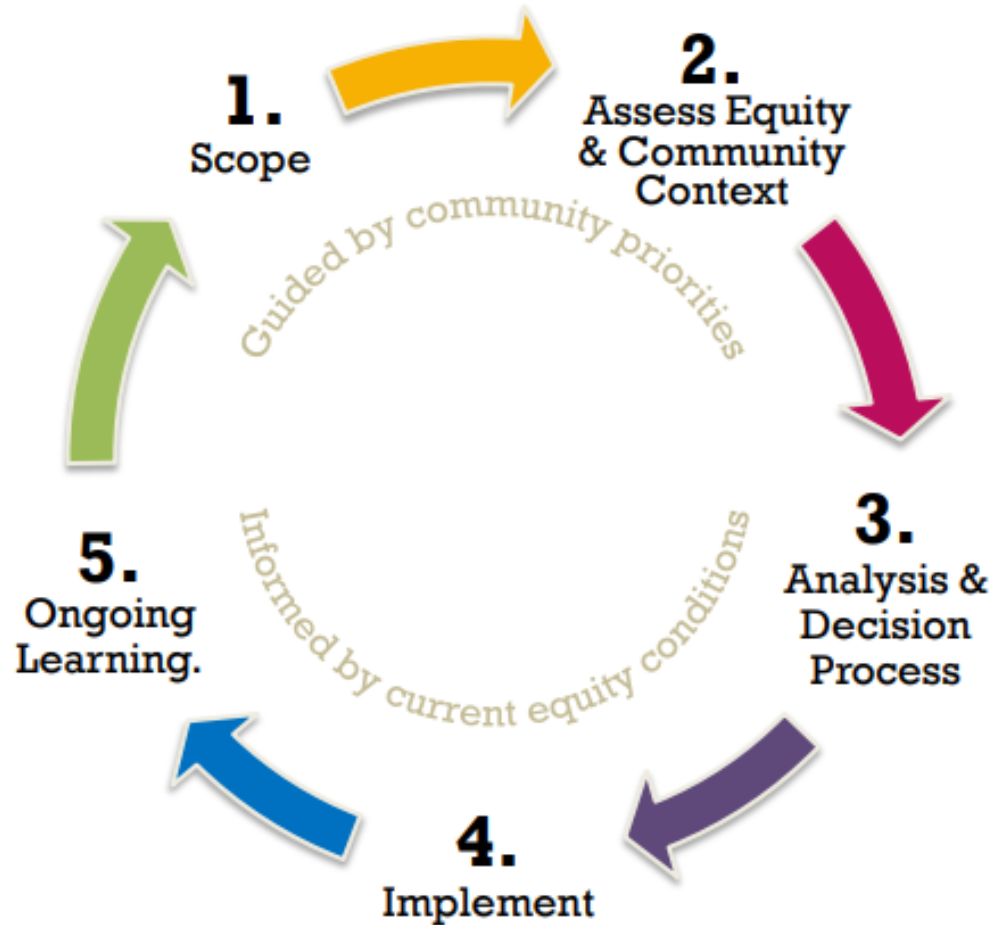 1.
Scope
2.
Assess Equity
& Community
Context
Guided by community priorities
3.
Analysis &
Decision
Process
4.
Implement
5.
Ongoing
Learning.
Informed by current equity conditions